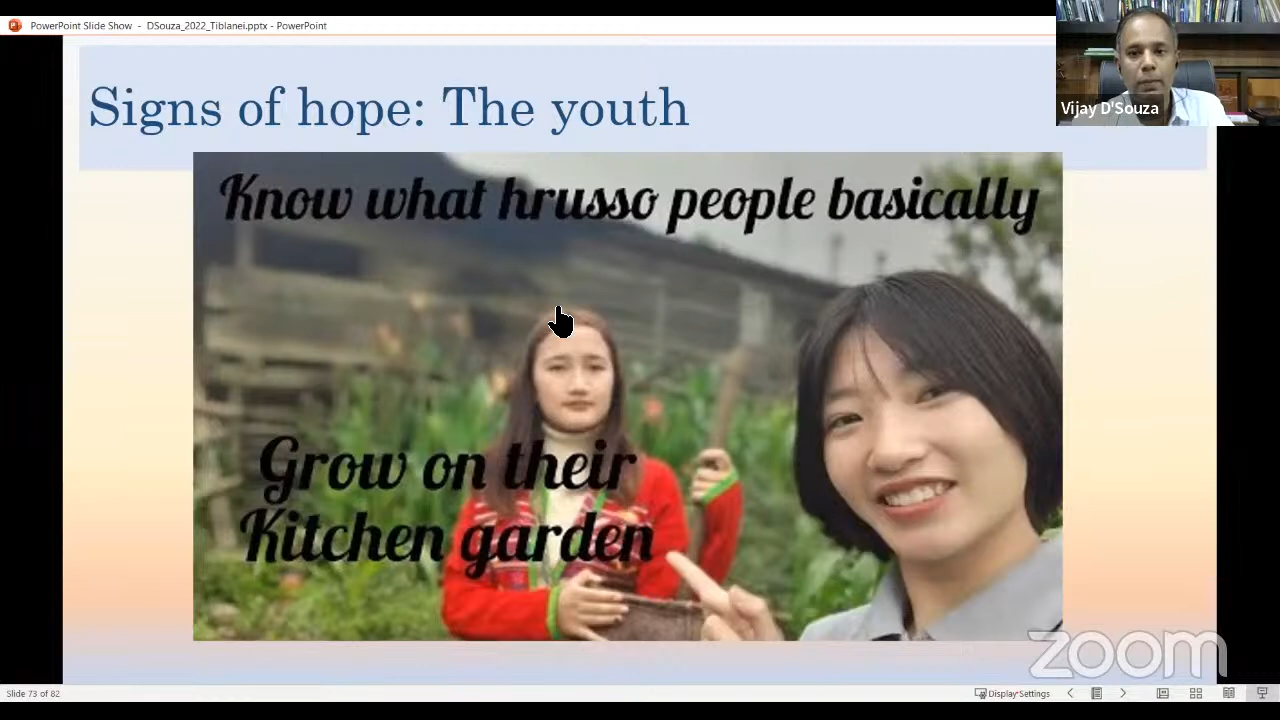 PowerPoint Slide Show - DSouza_2022_Tiblanei.pptx - PowerPoint
Vijay D'Souza
Signs of hope: The youth
Know what hrusso people basically
Grow on their
Kitchen garden
zoom
Slide 73 of 82
Display Settings